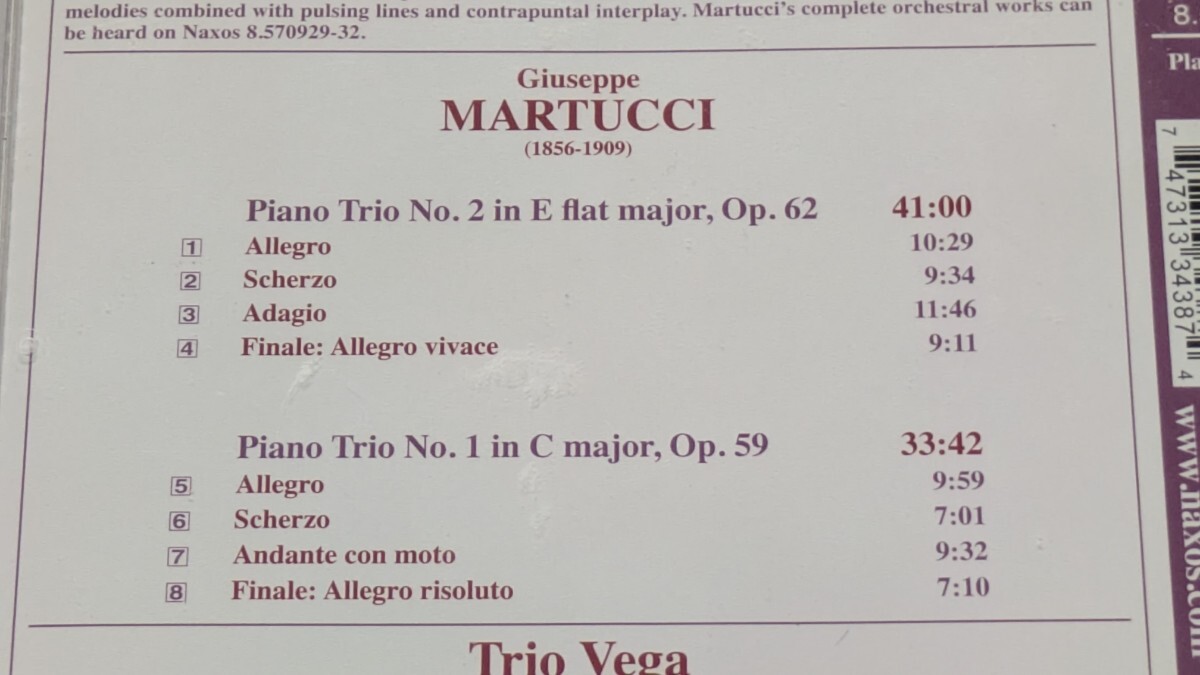 melodies combined with pulsing lines and contrapuntal interplay. Martucci's complete orchestral works can
be heard on Naxos 8.570929-32.
Giuseppe
MARTUCCI
(1856-1909)
Piano Trio No. 2 in E flat major, Op. 62 41:00
1 Allegro 10:29
2 Scherzo 9:34
3 Adagio 11:46
4 Finale: Allegro vivace 9:11
Piano Trio No. 1 in C major, Op. 59 33:42
5 Allegro 9:59
6 Scherzo 7:01
7 Andante con moto 9:32
8 Finale: Allegro risoluto 7:10
Trio Vega
8.
Pla
7 47313 34387 4
www.naxos.com